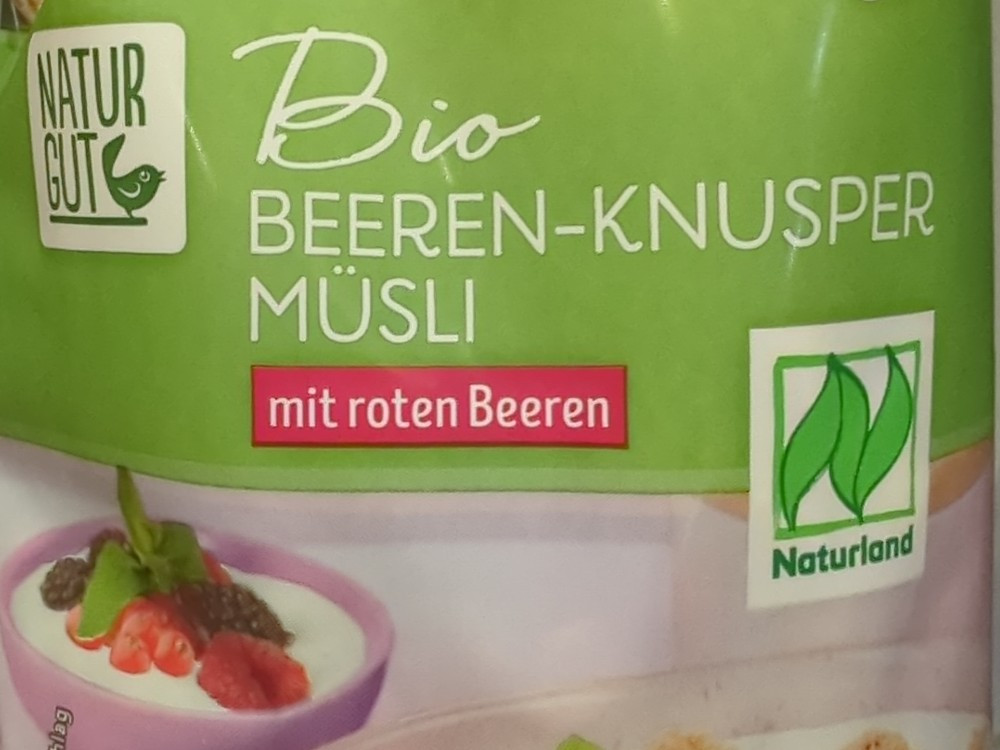 NATUR
GUT
Bio
BEEREN-KNUSPER
MÜSLI
mit roten Beeren
Naturland